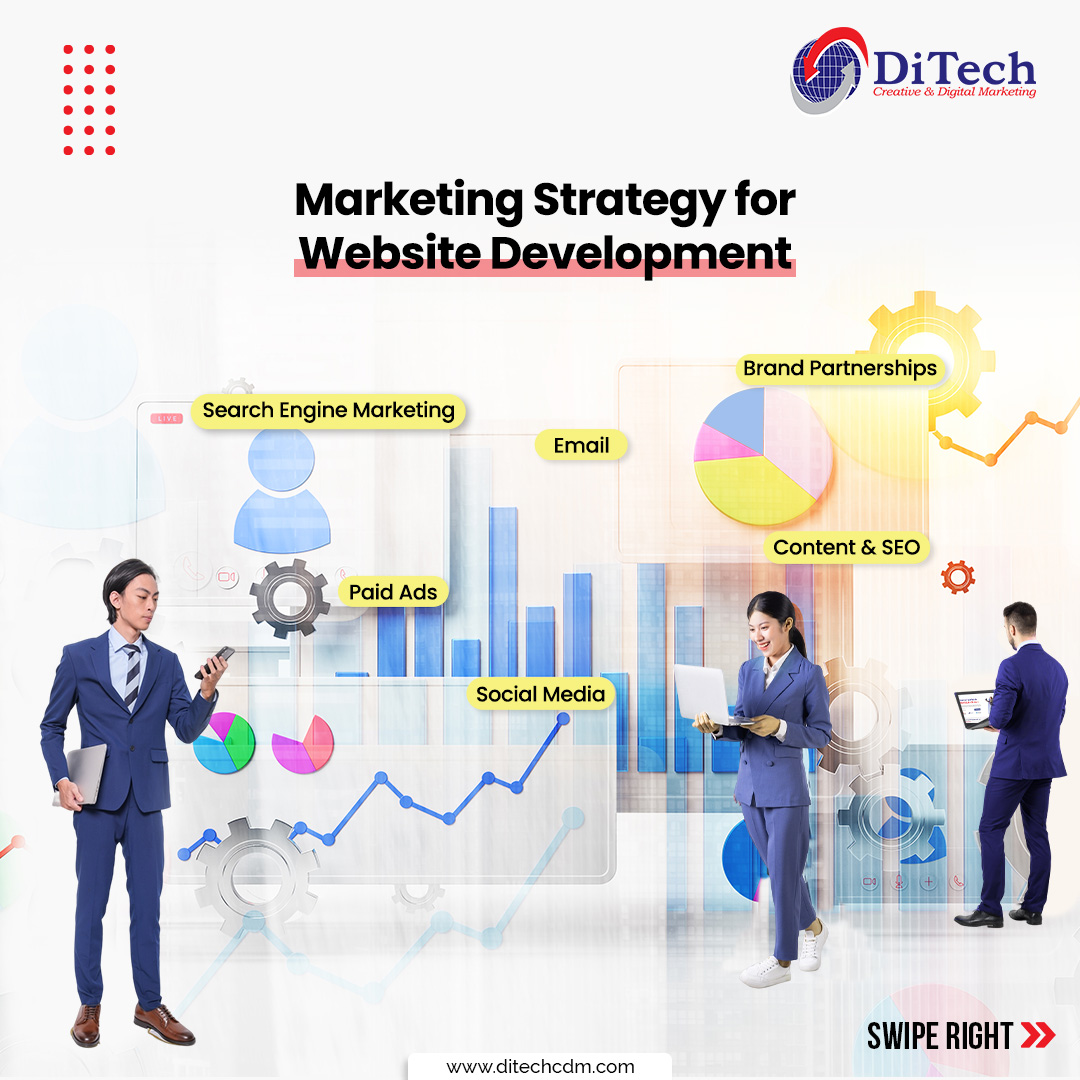 DiTech
Creative & Digital Marketing
Marketing Strategy for
Website Development
Brand Partnerships
LIVE
Search Engine Marketing
Email
Content & SEO
Paid Ads
Social Media
SWIPE RIGHT
www.ditechcdm.com